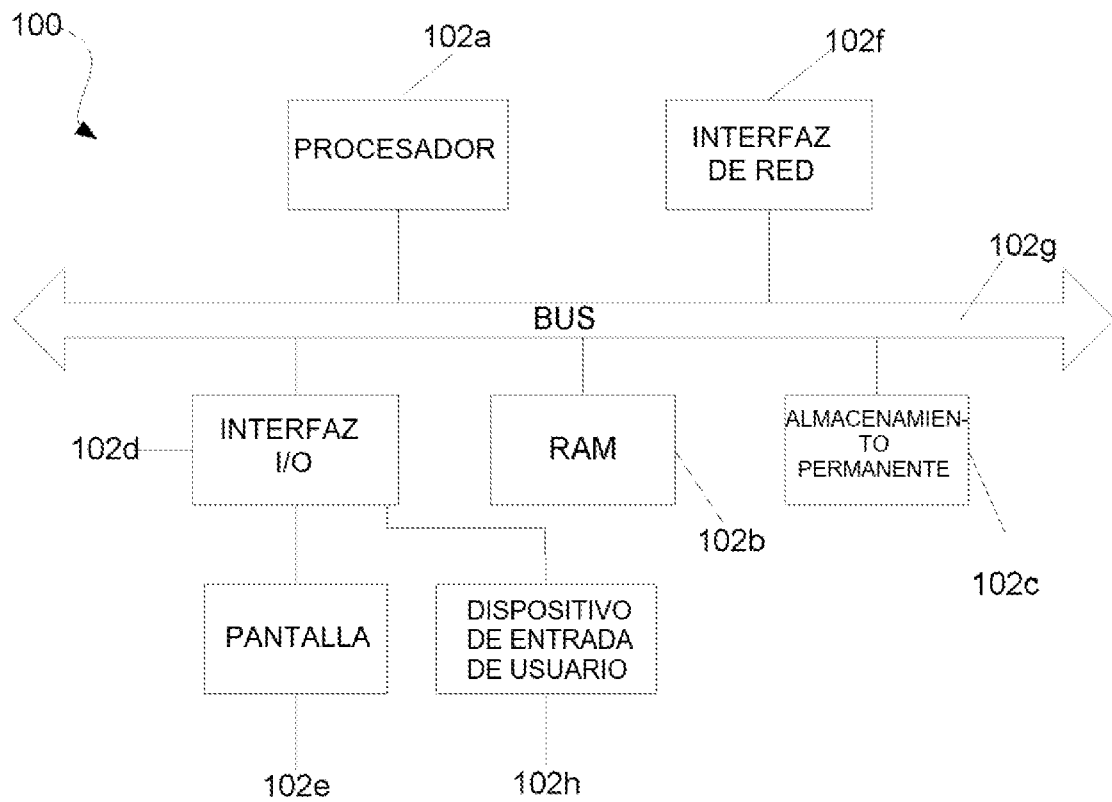 100
102a
102f
PROCESADOR
INTERFAZ
DE RED
102g
BUS
INTERFAZ
I/O
102d
RAM
102b
ALMACENAMIEN-
TO
PERMANENTE
102c
PANTALLA
102e
DISPOSITIVO
DE ENTRADA
DE USUARIO
102h